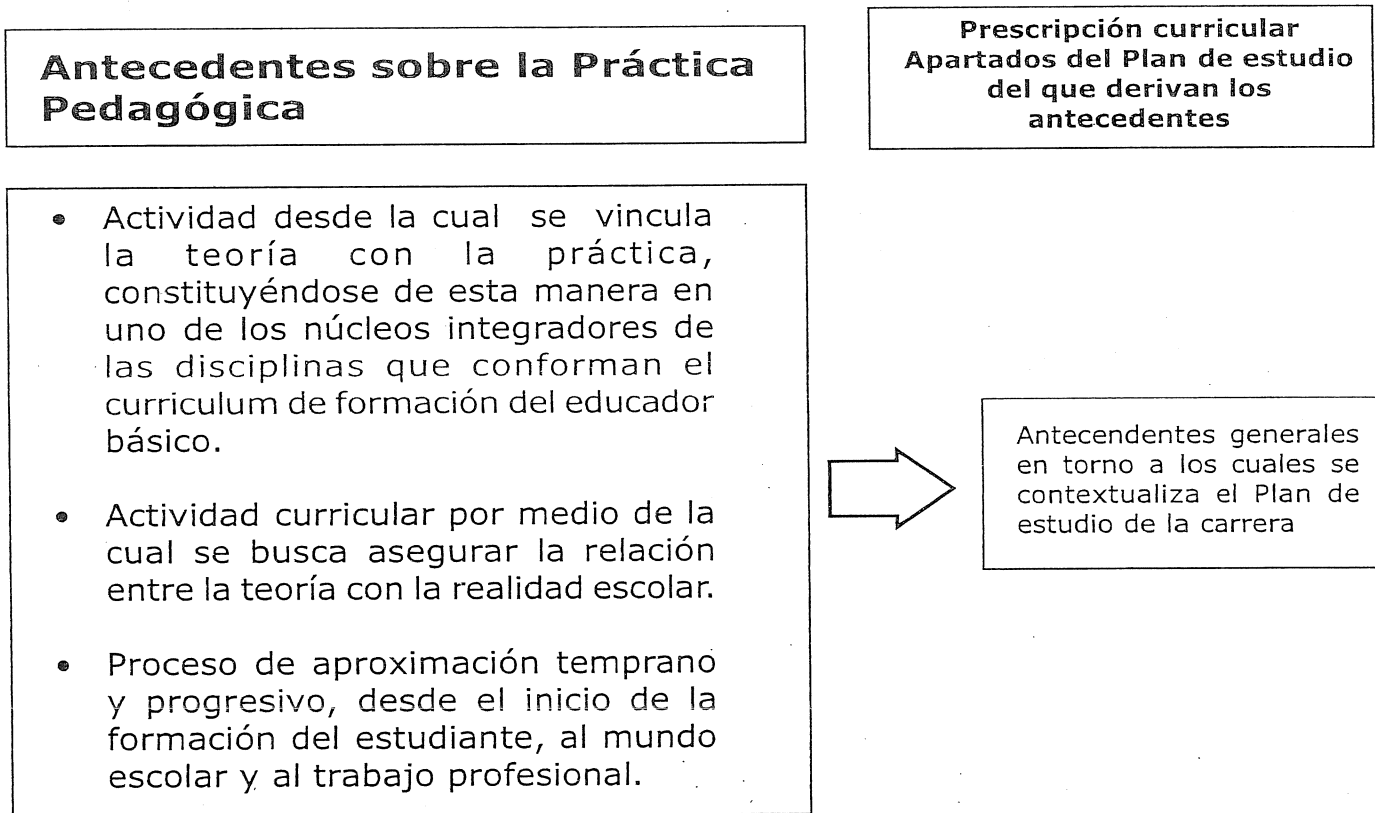 Antecedentes sobre la Práctica
Pedagógica
Prescripción curricular
Apartados del Plan de estudio
del que derivan los
antecedentes
• Actividad desde la cual se vincula
la teoría con la práctica,
constituyéndose de esta manera en
uno de los núcleos integradores de
las disciplinas que conforman el
curriculum de formación del educador
básico.
• Actividad curricular por medio de la
cual se busca asegurar la relación
entre la teoría con la realidad escolar.
• Proceso de aproximación temprano
y progresivo, desde el inicio de la
formación del estudiante, al mundo
escolar y al trabajo profesional.
Antecendentes generales
en torno a los cuales se
contextualiza el Plan de
estudio de la carrera